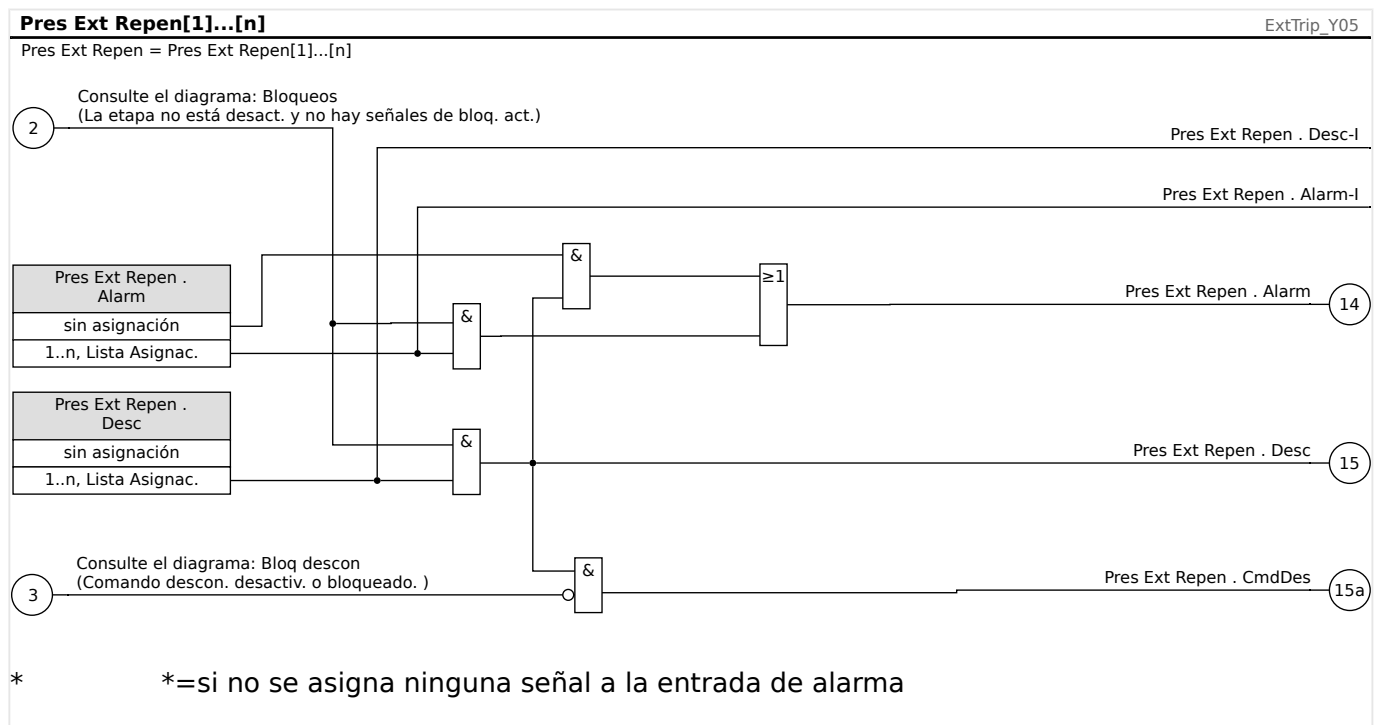 Pres Ext Repen[1]...[n]
ExtTrip_Y05
Pres Ext Repen = Pres Ext Repen[1]...[n]
Consulte el diagrama: Bloqueos
(La etapa no está desact. y no hay señales de bloq. act.)
2
Pres Ext Repen . Desc-I
Pres Ext Repen . Alarm-I
&
≥1
Pres Ext Repen .
Alarm
sin asignación
1..n, Lista Asignac.
&
Pres Ext Repen . Alarm
14
Pres Ext Repen .
Desc
sin asignación
1..n, Lista Asignac.
&
Pres Ext Repen . Desc
15
Consulte el diagrama: Bloq descon
(Comando descon. desactiv. o bloqueado. )
3
&
Pres Ext Repen . CmdDes
15a
* *=si no se asigna ninguna señal a la entrada de alarma